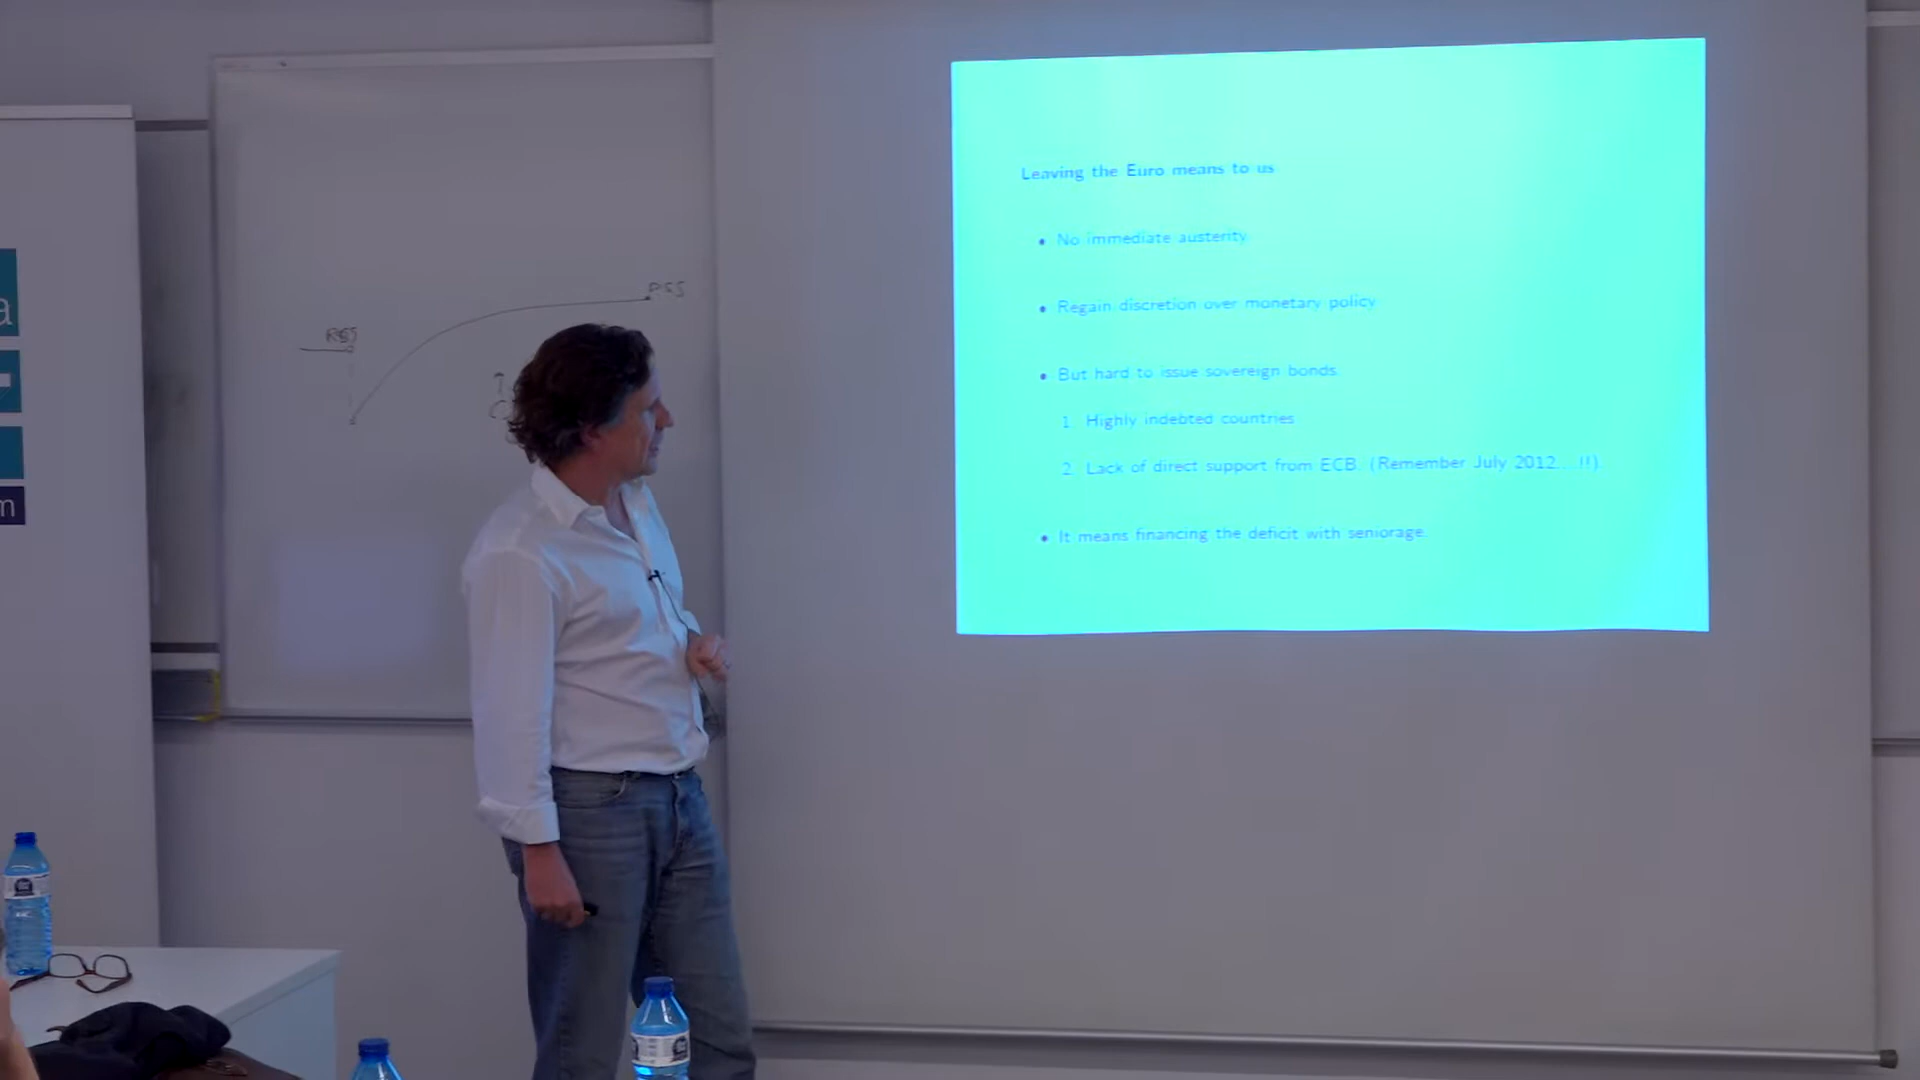 a
m
RSS
PSS
Leaving the Euro means to us
• No immediate austerity.
• Regain discretion over monetary policy
• But hard to issue sovereign bonds.
1. Highly indebted countries
2. Lack of direct support from ECB. (Remember July 2012...!!).
• It means financing the deficit with seniorage.